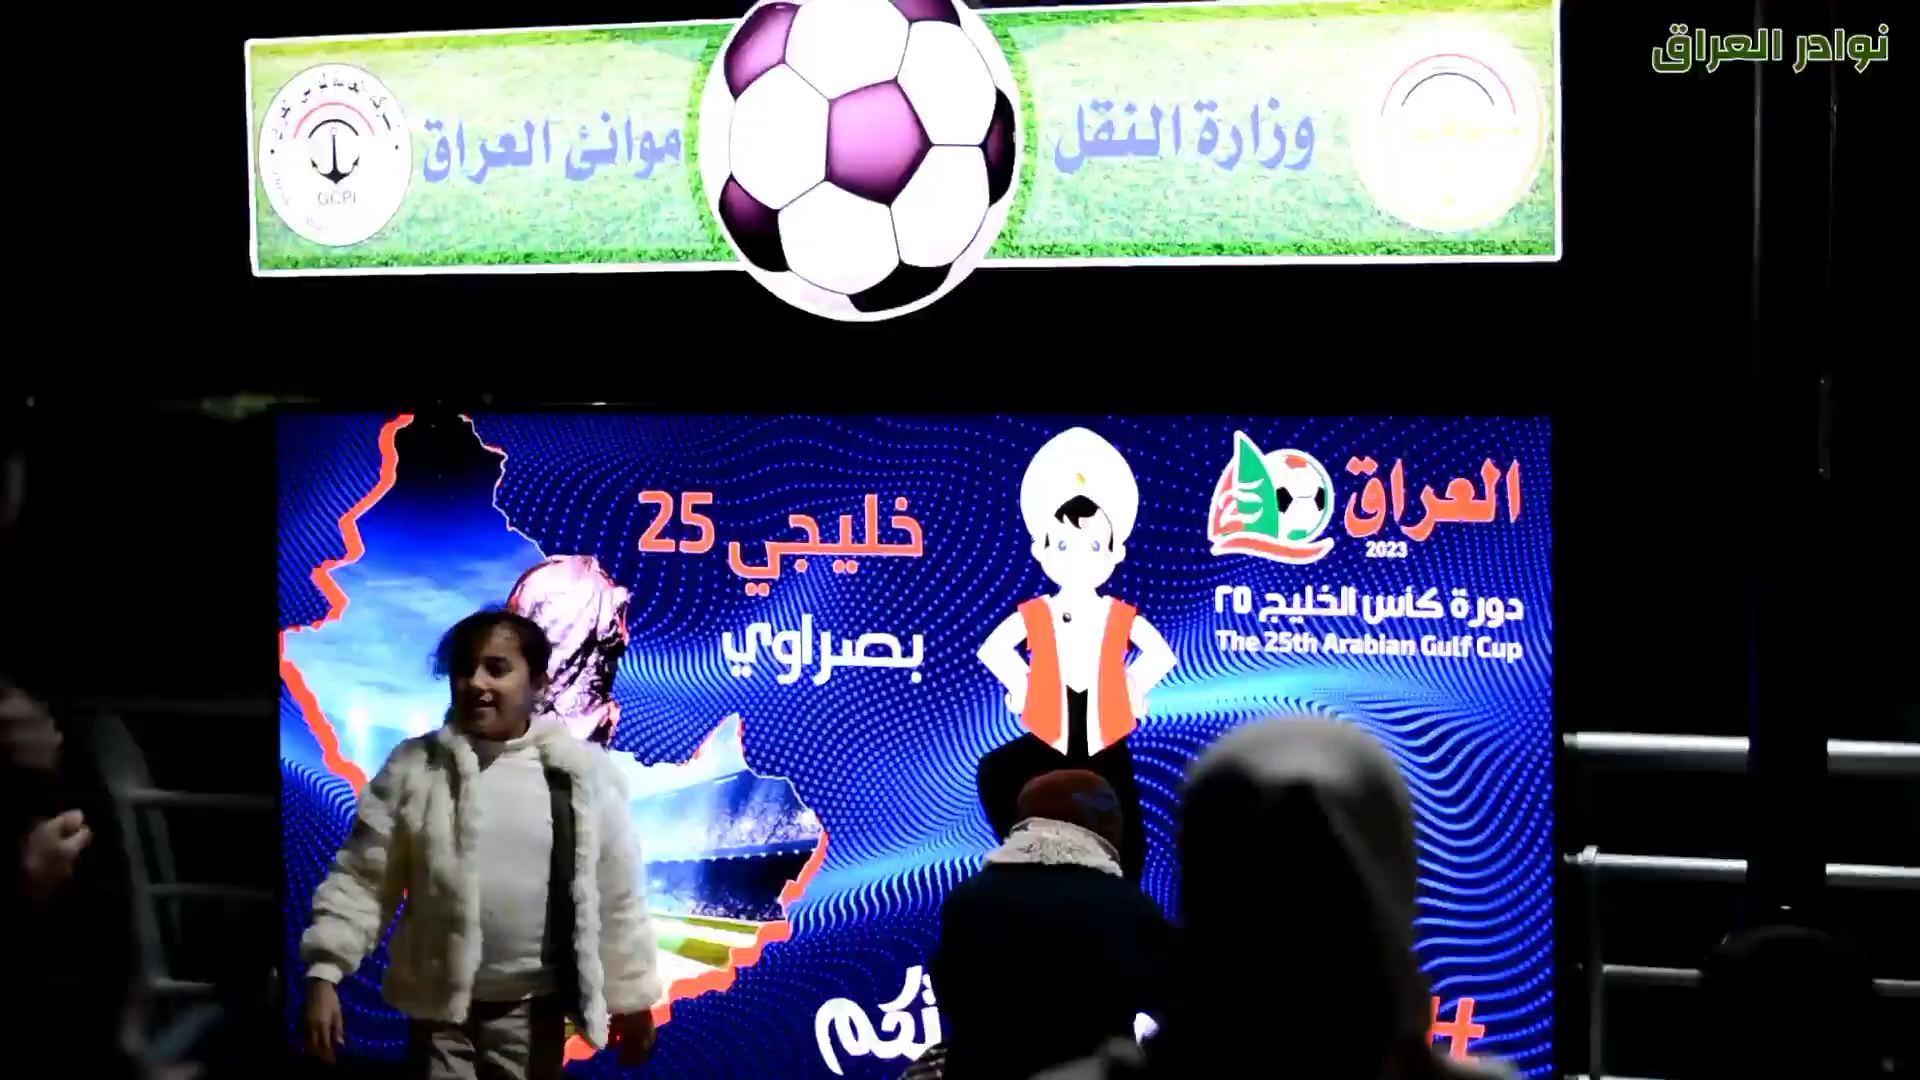 نوادر العراق
وزارة النقل
موانئ العراق
GCPI
العراق
2023
25
دورة كأس الخليج ٢٥
The 25th Arabian Gulf Cup
خليجي 25
بصراوي
#